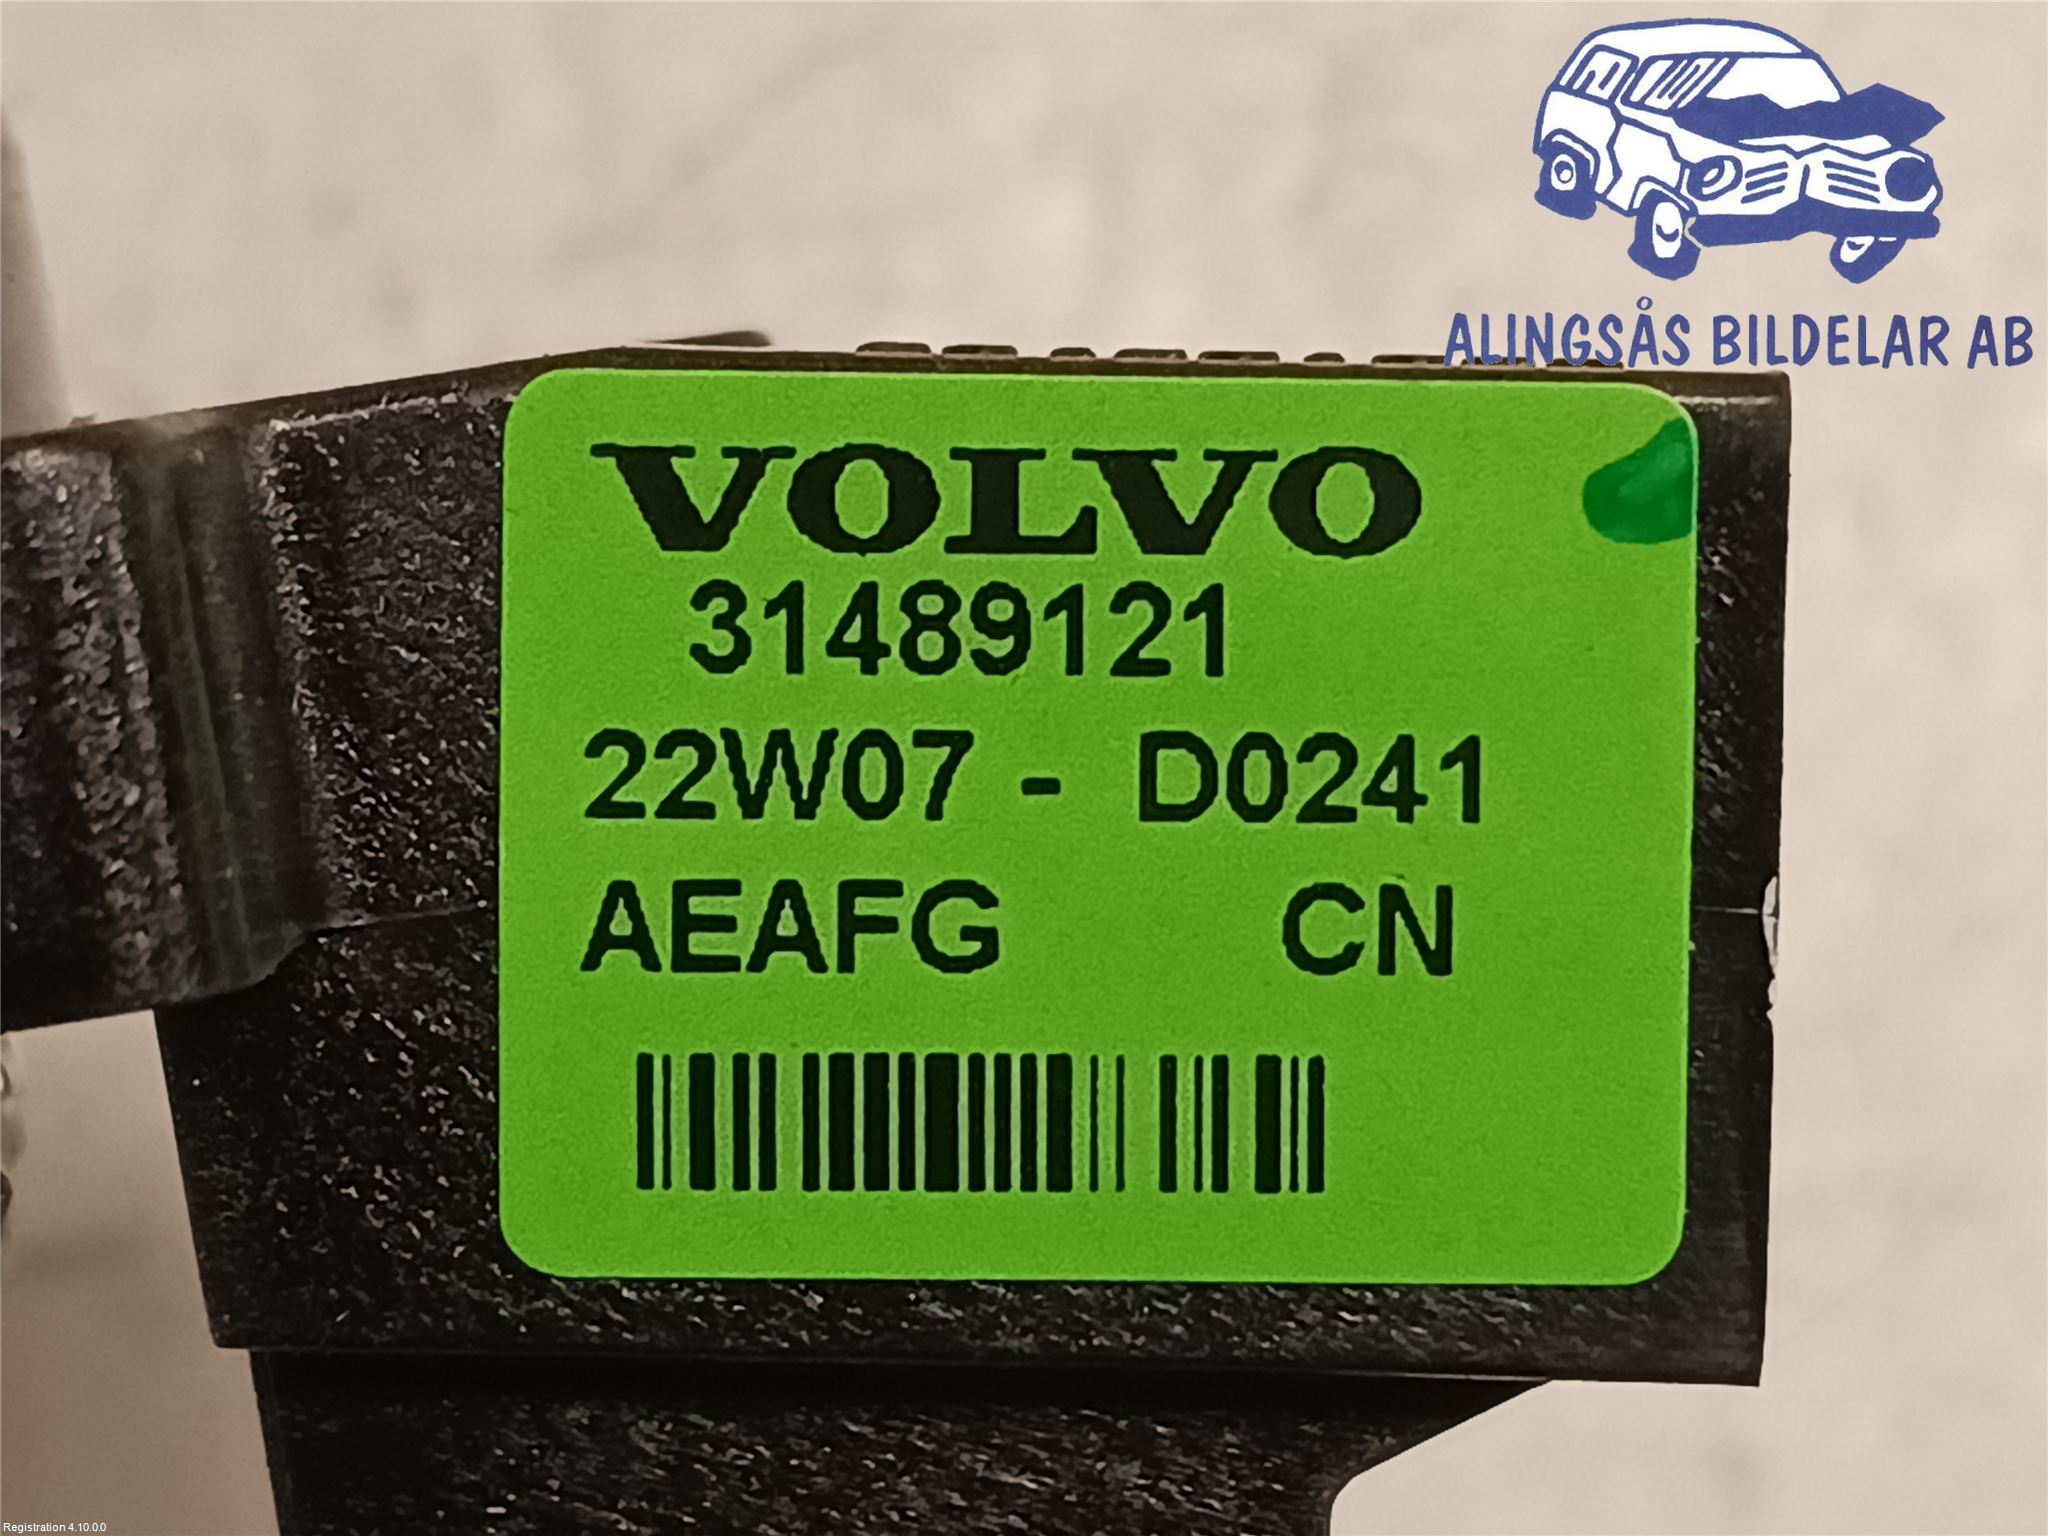 ALINGSÅS BILDELAR AB
VOLVO
31489121
22W07 - D0241
AEAFG CN
Registration 4.10.0.0